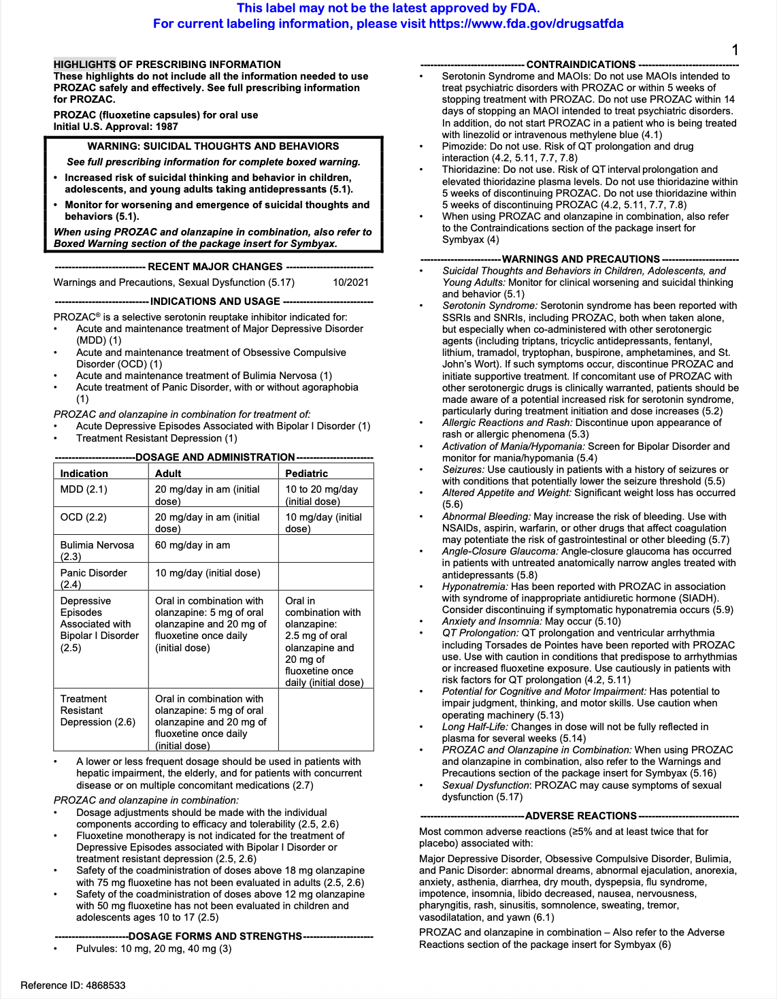 This label may not be the latest approved by FDA.
For current labeling information, please visit https://www.fda.gov/drugsatfda
1
HIGHLIGHTS OF PRESCRIBING INFORMATION
These highlights do not include all the information needed to use
PROZAC safely and effectively. See full prescribing information
for PROZAC.
PROZAC (fluoxetine capsules) for oral use
Initial U.S. Approval: 1987
WARNING: SUICIDAL THOUGHTS AND BEHAVIORS
See full prescribing information for complete boxed warning.
• Increased risk of suicidal thinking and behavior in children,
adolescents, and young adults taking antidepressants (5.1).
• Monitor for worsening and emergence of suicidal thoughts and
behaviors (5.1).
When using PROZAC and olanzapine in combination, also refer to
Boxed Warning section of the package insert for Symbyax.
--------------------------- RECENT MAJOR CHANGES --------------------------
Warnings and Precautions, Sexual Dysfunction (5.17) 10/2021
----------------------------INDICATIONS AND USAGE ---------------------------
PROZAC® is a selective serotonin reuptake inhibitor indicated for:
• Acute and maintenance treatment of Major Depressive Disorder
(MDD) (1)
• Acute and maintenance treatment of Obsessive Compulsive
Disorder (OCD) (1)
• Acute and maintenance treatment of Bulimia Nervosa (1)
• Acute treatment of Panic Disorder, with or without agoraphobia
(1)
PROZAC and olanzapine in combination for treatment of:
• Acute Depressive Episodes Associated with Bipolar I Disorder (1)
• Treatment Resistant Depression (1)
------------------------DOSAGE AND ADMINISTRATION-----------------------
Indication Adult Pediatric
MDD (2.1) 20 mg/day in am (initial 10 to 20 mg/day
dose) (initial dose)
OCD (2.2) 20 mg/day in am (initial 10 mg/day (initial
dose) dose)
Bulimia Nervosa 60 mg/day in am
(2.3)
Panic Disorder 10 mg/day (initial dose)
(2.4)
Depressive Oral in combination with Oral in
Episodes olanzapine: 5 mg of oral combination with
Associated with olanzapine and 20 mg of olanzapine:
Bipolar I Disorder fluoxetine once daily 2.5 mg of oral
(2.5) (initial dose) olanzapine and
20 mg of
fluoxetine once
daily (initial dose)
Treatment Oral in combination with
Resistant olanzapine: 5 mg of oral
Depression (2.6) olanzapine and 20 mg of
fluoxetine once daily
(initial dose)
• A lower or less frequent dosage should be used in patients with
hepatic impairment, the elderly, and for patients with concurrent
disease or on multiple concomitant medications (2.7)
PROZAC and olanzapine in combination:
• Dosage adjustments should be made with the individual
components according to efficacy and tolerability (2.5, 2.6)
• Fluoxetine monotherapy is not indicated for the treatment of
Depressive Episodes associated with Bipolar I Disorder or
treatment resistant depression (2.5, 2.6)
• Safety of the coadministration of doses above 18 mg olanzapine
with 75 mg fluoxetine has not been evaluated in adults (2.5, 2.6)
• Safety of the coadministration of doses above 12 mg olanzapine
with 50 mg fluoxetine has not been evaluated in children and
adolescents ages 10 to 17 (2.5)
----------------------DOSAGE FORMS AND STRENGTHS---------------------
• Pulvules: 10 mg, 20 mg, 40 mg (3)
------------------------------- CONTRAINDICATIONS ------------------------------
• Serotonin Syndrome and MAOIs: Do not use MAOIs intended to
treat psychiatric disorders with PROZAC or within 5 weeks of
stopping treatment with PROZAC. Do not use PROZAC within 14
days of stopping an MAOI intended to treat psychiatric disorders.
In addition, do not start PROZAC in a patient who is being treated
with linezolid or intravenous methylene blue (4.1)
• Pimozide: Do not use. Risk of QT prolongation and drug
interaction (4.2, 5.11, 7.7, 7.8)
• Thioridazine: Do not use. Risk of QT interval prolongation and
elevated thioridazine plasma levels. Do not use thioridazine within
5 weeks of discontinuing PROZAC. Do not use thioridazine within
5 weeks of discontinuing PROZAC (4.2, 5.11, 7.7, 7.8)
• When using PROZAC and olanzapine in combination, also refer
to the Contraindications section of the package insert for
Symbyax (4)
------------------------WARNINGS AND PRECAUTIONS-----------------------
• Suicidal Thoughts and Behaviors in Children, Adolescents, and
Young Adults: Monitor for clinical worsening and suicidal thinking
and behavior (5.1)
• Serotonin Syndrome: Serotonin syndrome has been reported with
SSRIs and SNRIs, including PROZAC, both when taken alone,
but especially when co-administered with other serotonergic
agents (including triptans, tricyclic antidepressants, fentanyl,
lithium, tramadol, tryptophan, buspirone, amphetamines, and St.
John’s Wort). If such symptoms occur, discontinue PROZAC and
initiate supportive treatment. If concomitant use of PROZAC with
other serotonergic drugs is clinically warranted, patients should be
made aware of a potential increased risk for serotonin syndrome,
particularly during treatment initiation and dose increases (5.2)
• Allergic Reactions and Rash: Discontinue upon appearance of
rash or allergic phenomena (5.3)
• Activation of Mania/Hypomania: Screen for Bipolar Disorder and
monitor for mania/hypomania (5.4)
• Seizures: Use cautiously in patients with a history of seizures or
with conditions that potentially lower the seizure threshold (5.5)
• Altered Appetite and Weight: Significant weight loss has occurred
(5.6)
• Abnormal Bleeding: May increase the risk of bleeding. Use with
NSAIDs, aspirin, warfarin, or other drugs that affect coagulation
may potentiate the risk of gastrointestinal or other bleeding (5.7)
• Angle-Closure Glaucoma: Angle-closure glaucoma has occurred
in patients with untreated anatomically narrow angles treated with
antidepressants (5.8)
• Hyponatremia: Has been reported with PROZAC in association
with syndrome of inappropriate antidiuretic hormone (SIADH).
Consider discontinuing if symptomatic hyponatremia occurs (5.9)
• Anxiety and Insomnia: May occur (5.10)
• QT Prolongation: QT prolongation and ventricular arrhythmia
including Torsades de Pointes have been reported with PROZAC
use. Use with caution in conditions that predispose to arrhythmias
or increased fluoxetine exposure. Use cautiously in patients with
risk factors for QT prolongation (4.2, 5.11)
• Potential for Cognitive and Motor Impairment: Has potential to
impair judgment, thinking, and motor skills. Use caution when
operating machinery (5.13)
• Long Half-Life: Changes in dose will not be fully reflected in
plasma for several weeks (5.14)
• PROZAC and Olanzapine in Combination: When using PROZAC
and olanzapine in combination, also refer to the Warnings and
Precautions section of the package insert for Symbyax (5.16)
• Sexual Dysfunction: PROZAC may cause symptoms of sexual
dysfunction (5.17)
-------------------------------ADVERSE REACTIONS------------------------------
Most common adverse reactions (≥5% and at least twice that for
placebo) associated with:
Major Depressive Disorder, Obsessive Compulsive Disorder, Bulimia,
and Panic Disorder: abnormal dreams, abnormal ejaculation, anorexia,
anxiety, asthenia, diarrhea, dry mouth, dyspepsia, flu syndrome,
impotence, insomnia, libido decreased, nausea, nervousness,
pharyngitis, rash, sinusitis, somnolence, sweating, tremor,
vasodilatation, and yawn (6.1)
PROZAC and olanzapine in combination – Also refer to the Adverse
Reactions section of the package insert for Symbyax (6)
Reference ID: 4868533